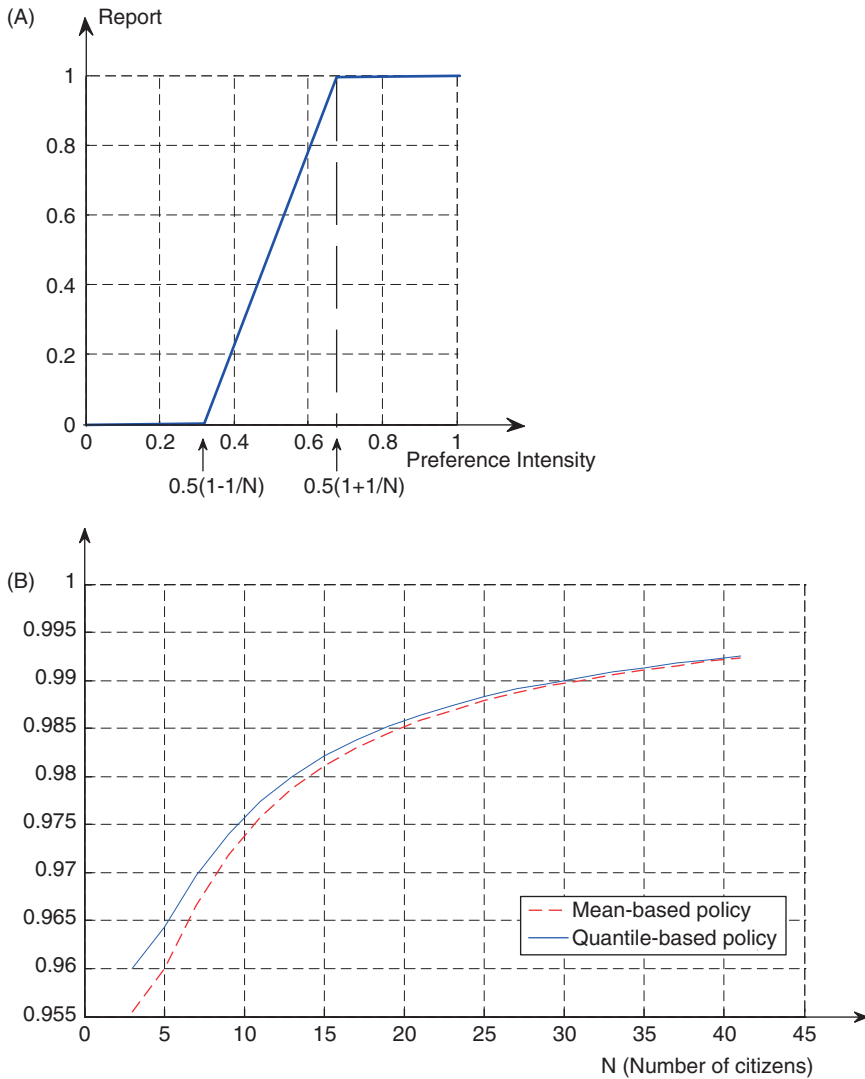 (A)
Report
1
0.8
0.6
0.4
0.2
0
0 0.2 0.4 0.6 0.8 1
Preference Intensity
0.5(1-1/N) 0.5(1+1/N)
(B)
1
0.995
0.99
0.985
0.98
0.975
0.97
0.965
0.96
0.955
Mean-based policy
Quantile-based policy
0 5 10 15 20 25 30 35 40 45
N (Number of citizens)